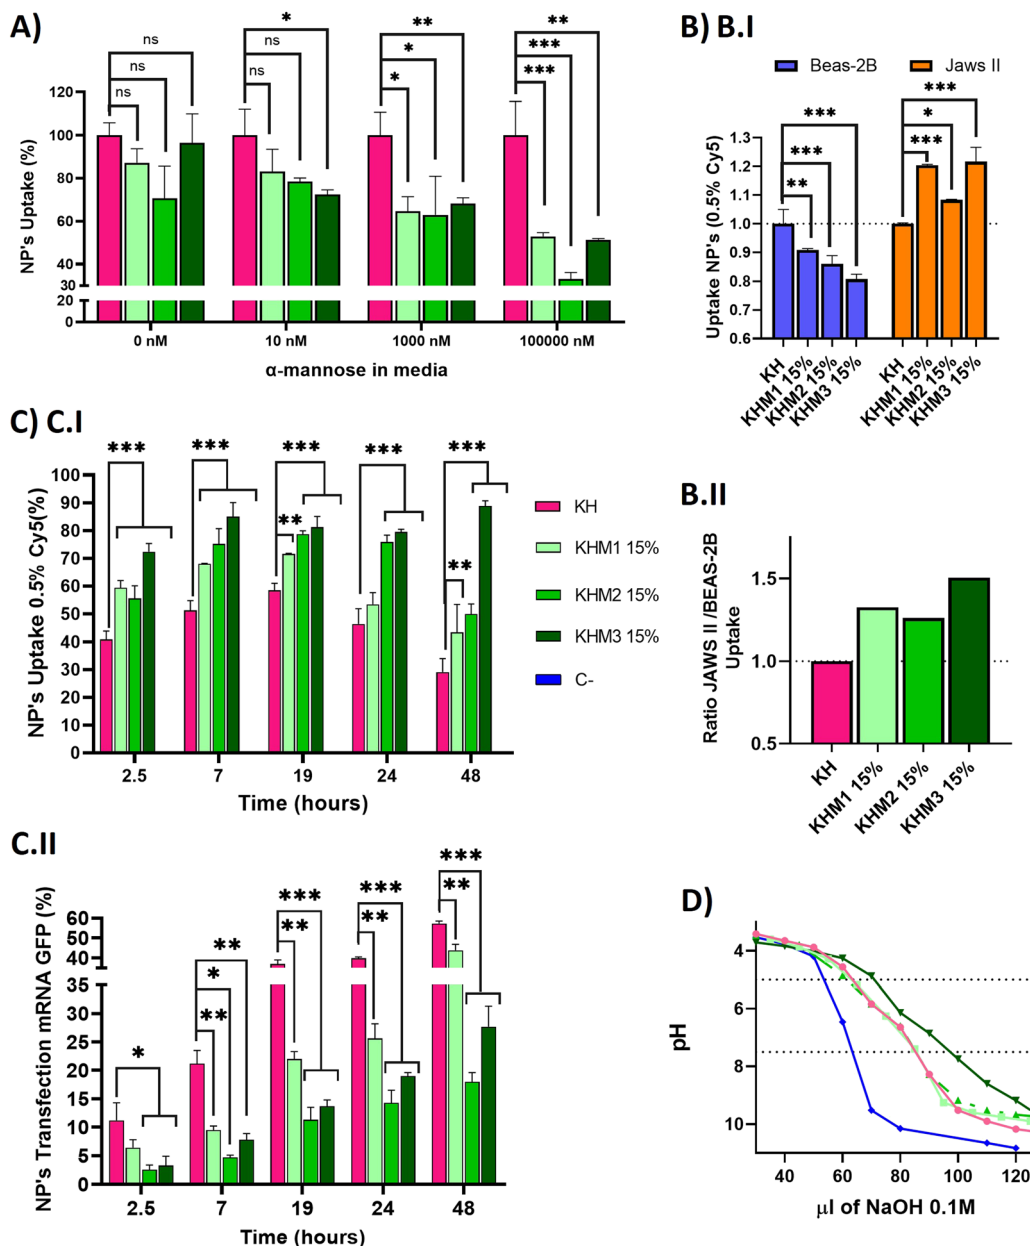 A)
NP's Uptake (%)
120
100
80
60
40
30
20
0
ns
ns
ns
ns
ns
*
*
*
**
***
***
**
0 nM
10 nM
1000 nM
100000 nM
α-mannose in media
B) B.I
Beas-2B
Jaws II
Uptake NP's (0.5% Cy5)
1.3
1.2
1.1
1.0
0.9
0.8
0.7
0.6
**
***
***
***
*
***
KH
KHM1 15%
KHM2 15%
KHM3 15%
KH
KHM1 15%
KHM2 15%
KHM3 15%
C) C.I
NP's Uptake 0.5% Cy5(%)
100
90
80
70
60
50
40
30
20
10
0
***
***
***
**
***
***
**
2.5
7
19
24
48
Time (hours)
KH
KHM1 15%
KHM2 15%
KHM3 15%
C-
B.II
Ratio JAWS II /BEAS-2B
Uptake
1.5
1.0
0.5
KH
KHM1 15%
KHM2 15%
KHM3 15%
C.II
NP's Transfection mRNA GFP (%)
60
50
40
35
30
25
20
15
10
5
0
*
**
*
**
***
**
***
**
***
**
2.5
7
19
24
48
Time (hours)
D)
pH
4
6
8
10
40
60
80
100
120
µl of NaOH 0.1M